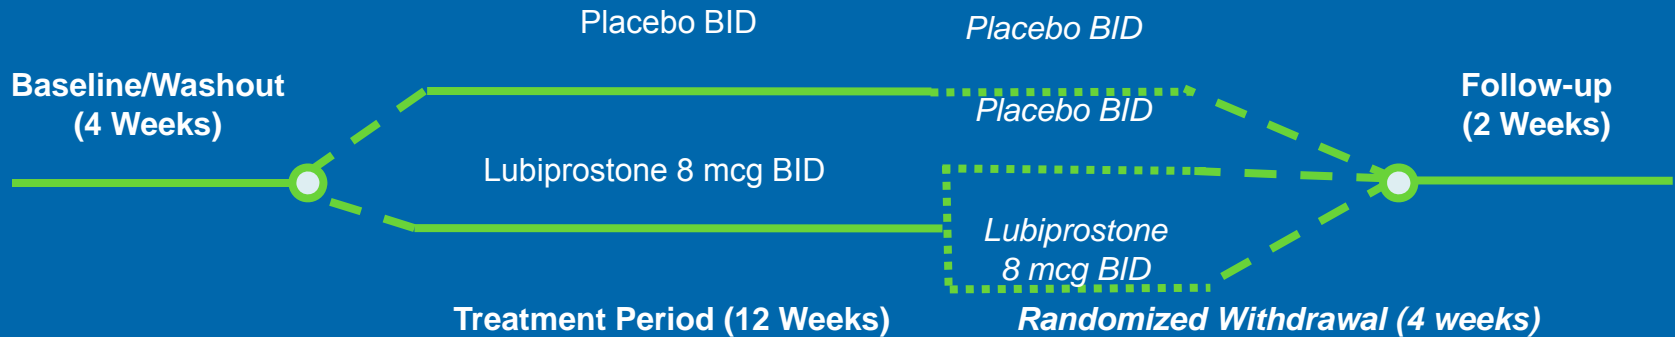 Placebo BID
Placebo BID
Baseline/Washout
(4 Weeks)
Follow-up
(2 Weeks)
Placebo BID
Lubiprostone 8 mcg BID
Lubiprostone
8 mcg BID
Treatment Period (12 Weeks)
Randomized Withdrawal (4 weeks)